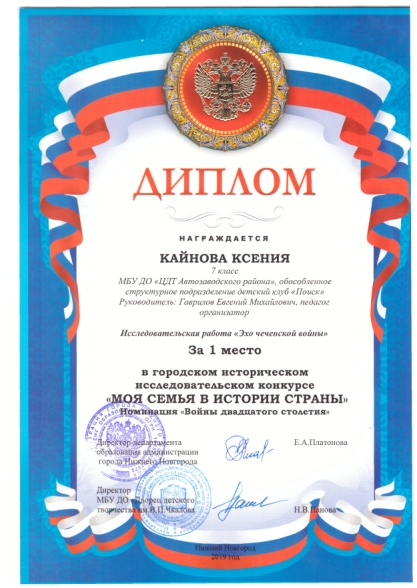 ДИПЛОМ
НАГРАЖДАЕТСЯ
КАЙНОВА КСЕНИЯ
7 класс
МБУ ДО «ЦДТ Автозаводского района», обособленное
структурное подразделение детский клуб «Поиск»
Руководитель: Гаврилов Евгений Михайлович, педагог
организатор
Исследовательская работа «Эхо чеченской войны»
За 1 место
в городском историческом
исследовательском конкурсе
«МОЯ СЕМЬЯ В ИСТОРИИ СТРАНЫ»
Номинация «Войны двадцатого столетия»
Директор департамента
образования администрации
города Нижнего Новгорода
Е.А.Платонова
Директор
МБУ ДО «Дворец детского
творчества им.В.П.Чкалова
Н.В.Панова
Нижний Новгород
2019 год